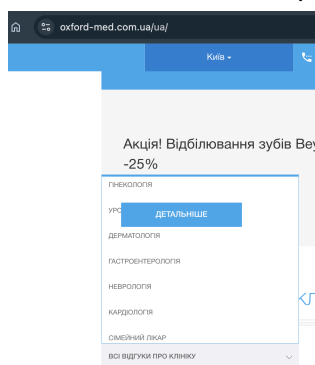 oxford-med.com.ua/ua/
Київ
Акція! Відбілювання зубів
-25%
ГІНЕКОЛОГІЯ
ДЕТАЛЬНІШЕ
ДЕРМАТОЛОГІЯ
ГАСТРОЕНТЕРОЛОГІЯ
НЕВРОЛОГІЯ
КАРДІОЛОГІЯ
СІМЕЙНИЙ ЛІКАР
ВСІ ВІДГУКИ ПРО КЛІНІКУ